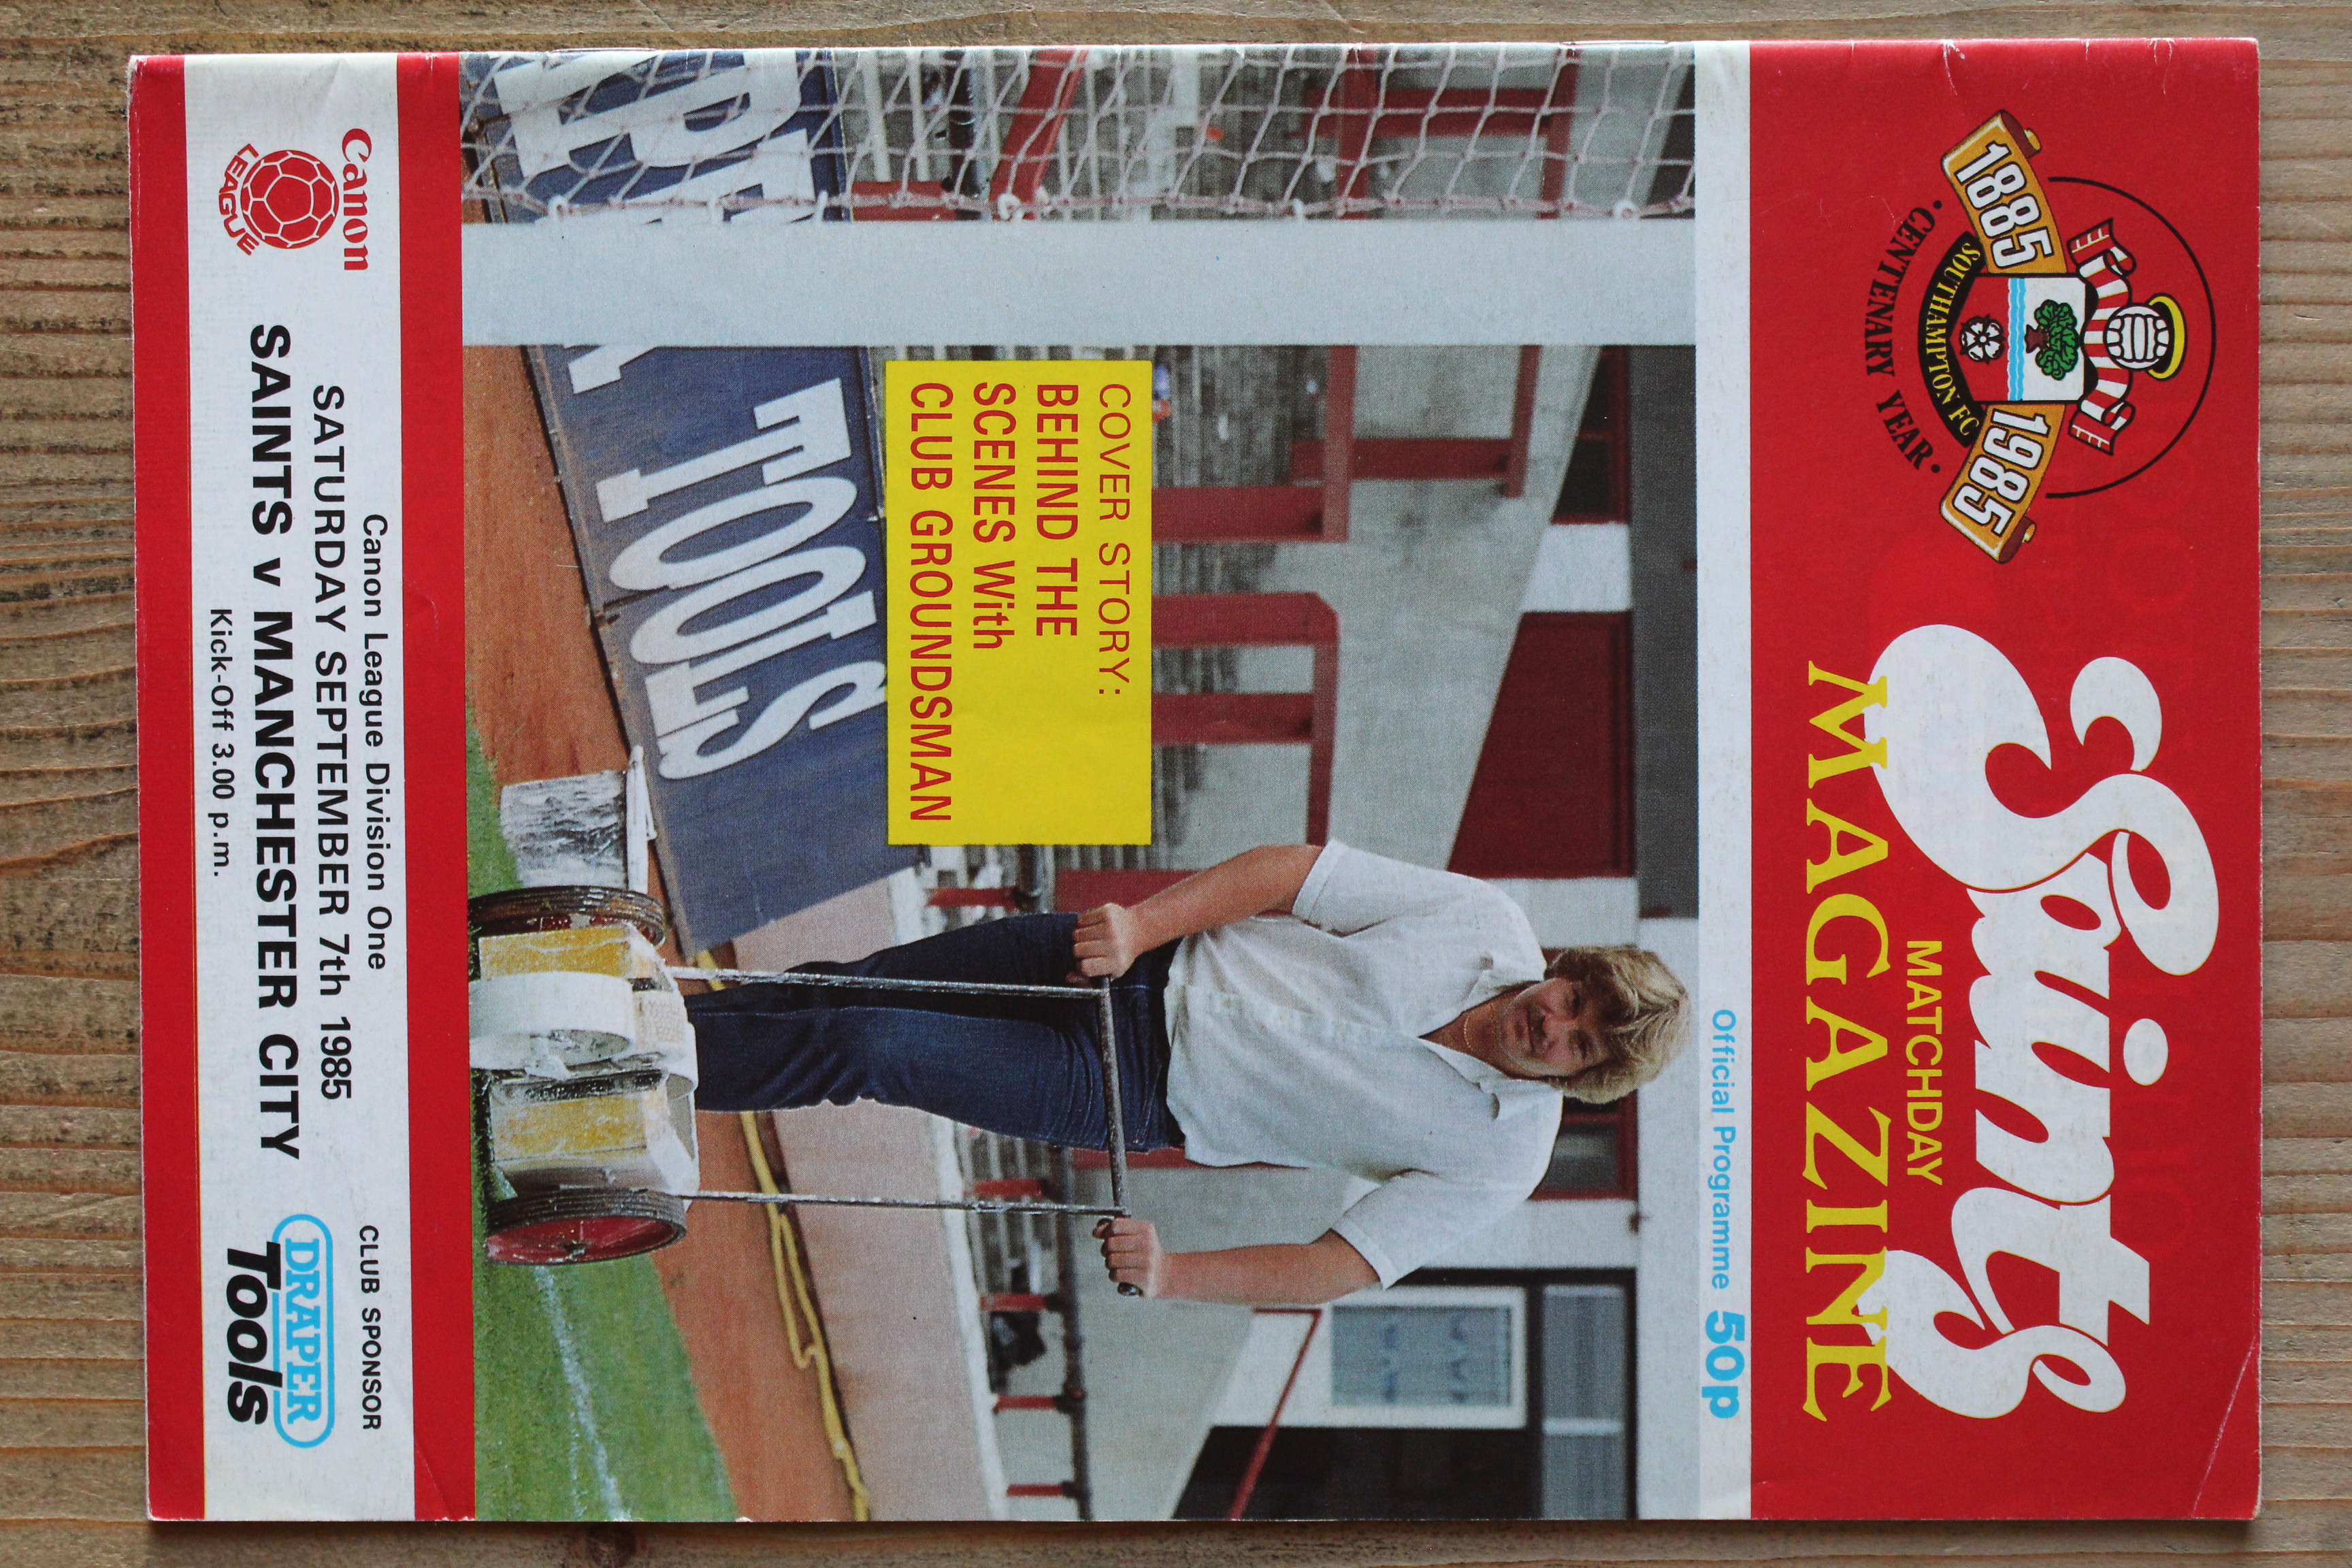 1885 1985
SOUTHAMPTON FC
• CENTENARY YEAR •
Saints
MATCHDAY
MAGAZINE
Official Programme 50p
COVER STORY:
BEHIND THE
SCENES With
CLUB GROUNDSMAN
TOOLS
Canon
LEAGUE
Canon League Division One
SATURDAY SEPTEMBER 7th 1985
SAINTS v MANCHESTER CITY
Kick-Off 3.00 p.m.
CLUB SPONSOR
DRAPER
Tools